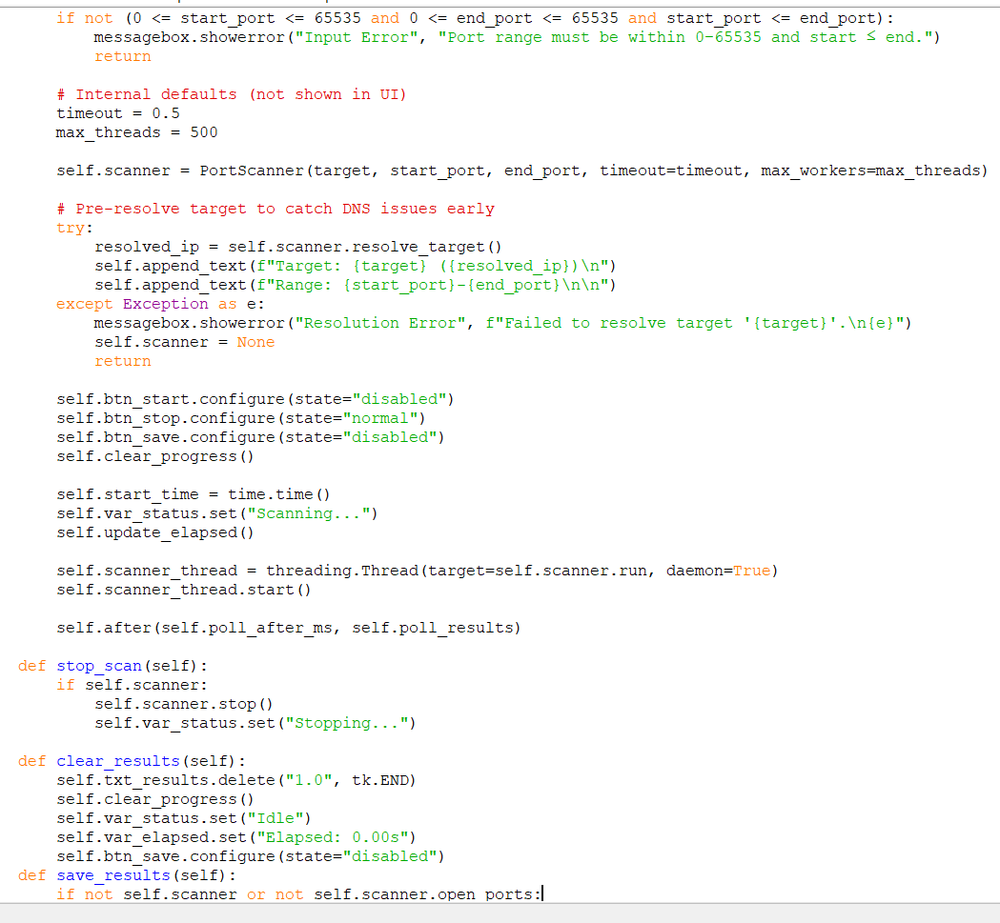 if not (0 <= start_port <= 65535 and 0 <= end_port <= 65535 and start_port <= end_port):
messagebox.showerror("Input Error", "Port range must be within 0–65535 and start ≤ end.")
return
# Internal defaults (not shown in UI)
timeout = 0.5
max_threads = 500
self.scanner = PortScanner(target, start_port, end_port, timeout=timeout, max_workers=max_threads)
# Pre-resolve target to catch DNS issues early
try:
resolved_ip = self.scanner.resolve_target()
self.append_text(f"Target: {target} ({resolved_ip})\n")
self.append_text(f"Range: {start_port}-{end_port}\n\n")
except Exception as e:
messagebox.showerror("Resolution Error", f"Failed to resolve target '{target}'.\n{e}")
self.scanner = None
return
self.btn_start.configure(state="disabled")
self.btn_stop.configure(state="normal")
self.btn_save.configure(state="disabled")
self.clear_progress()
self.start_time = time.time()
self.var_status.set("Scanning...")
self.update_elapsed()
self.scanner_thread = threading.Thread(target=self.scanner.run, daemon=True)
self.scanner_thread.start()
self.after(self.poll_after_ms, self.poll_results)
def stop_scan(self):
if self.scanner:
self.scanner.stop()
self.var_status.set("Stopping...")
def clear_results(self):
self.txt_results.delete("1.0", tk.END)
self.clear_progress()
self.var_status.set("Idle")
self.var_elapsed.set("Elapsed: 0.00s")
self.btn_save.configure(state="disabled")
def save_results(self):
if not self.scanner or not self.scanner.open_ports: